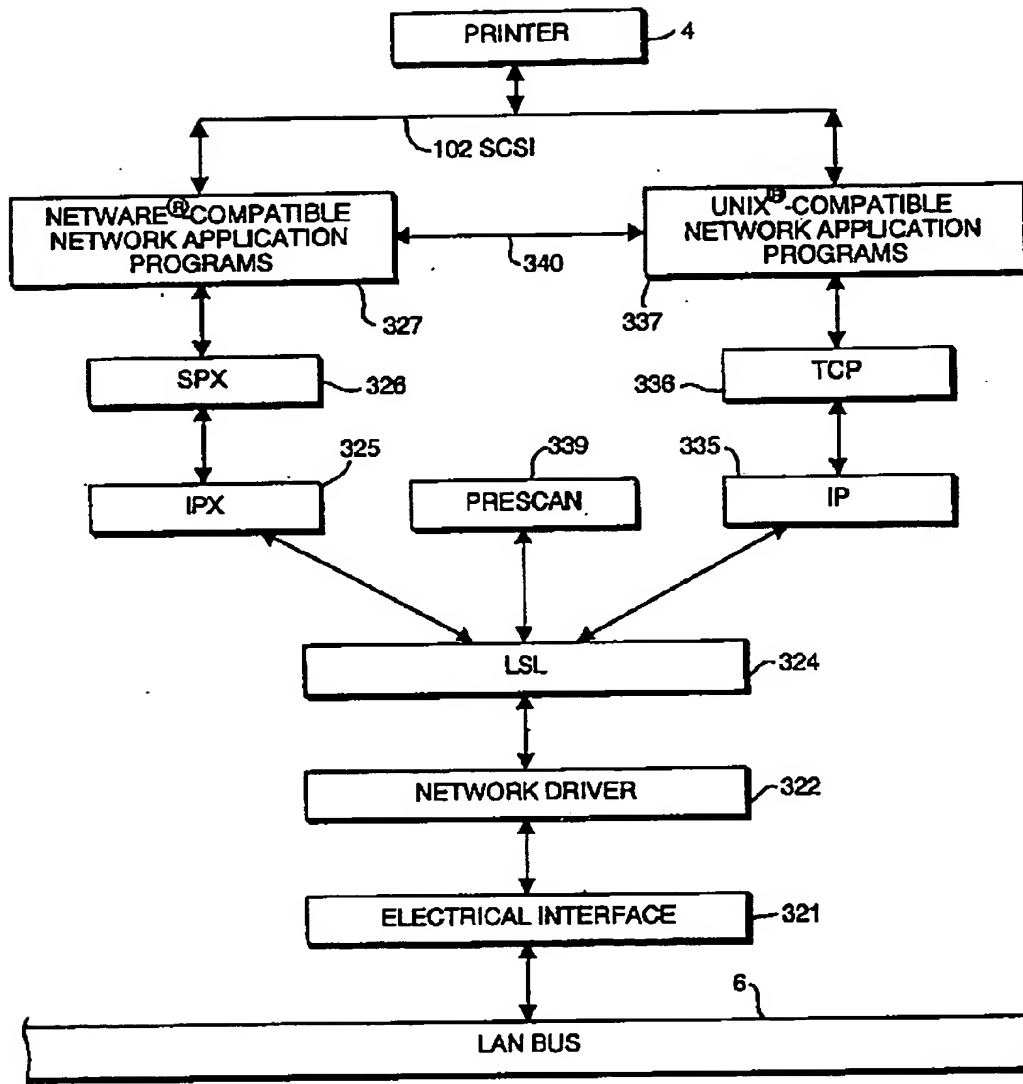 PRINTER
4
102 SCSI
NETWARE®-COMPATIBLE
NETWORK APPLICATION
PROGRAMS
327
340
UNIX®-COMPATIBLE
NETWORK APPLICATION
PROGRAMS
337
SPX
326
TCP
336
325
IPX
339
PRESCAN
335
IP
LSL
324
NETWORK DRIVER
322
ELECTRICAL INTERFACE
321
6
LAN BUS